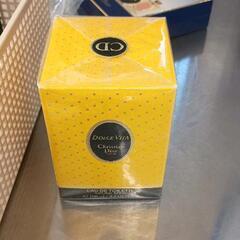 CD
DOLCE VITA
Christian
Dior
EAU DE TOILETTE